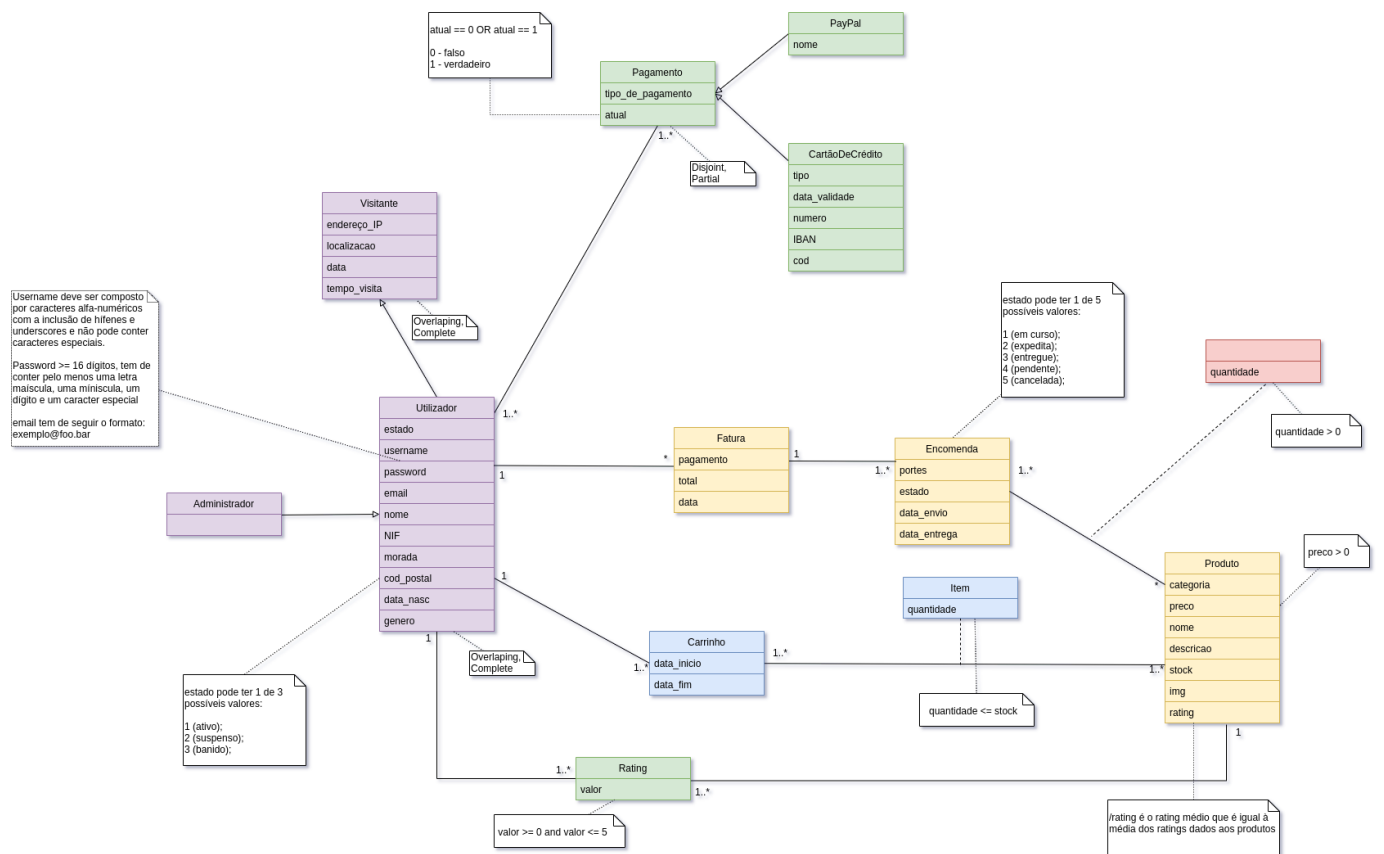 atual == 0 OR atual == 1
0 - falso
1 - verdadeiro
Pagamento
tipo_de_pagamento
atual
1..*
PayPal
nome
Disjoint,
Partial
CartãoDeCrédito
tipo
data_validade
numero
IBAN
cod
Visitante
endereço_IP
localizacao
data
tempo_visita
Overlaping,
Complete
Username deve ser composto
por caracteres alfa-numéricos
com a inclusão de hífenes e
underscores e não pode conter
caracteres especiais.
Password >= 16 dígitos, tem de
conter pelo menos uma letra
maíscula, uma míniscula, um
dígito e um caracter especial
email tem de seguir o formato:
exemplo@foo.bar
estado pode ter 1 de 5
possíveis valores:
1 (em curso);
2 (expedita);
3 (entregue);
4 (pendente);
5 (cancelada);
quantidade
quantidade > 0
Utilizador
estado
username
password
email
nome
NIF
morada
cod_postal
data_nasc
genero
1..*
1
1
1
Administrador
Fatura
pagamento
total
data
*
1
Encomenda
portes
estado
data_envio
data_entrega
1..*
1..*
Produto
categoria
preco
nome
descricao
stock
img
rating
*
1..*
1
preco > 0
Item
quantidade
quantidade <= stock
Carrinho
data_inicio
data_fim
1..*
1..*
Overlaping,
Complete
estado pode ter 1 de 3
possíveis valores:
1 (ativo);
2 (suspenso);
3 (banido);
Rating
valor
1..*
1..*
valor >= 0 and valor <= 5
/rating é o rating médio que é igual à
média dos ratings dados aos produtos